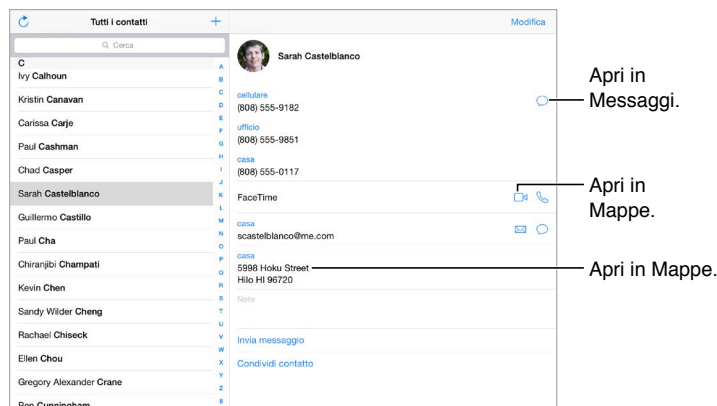 Tutti i contatti
+
Modifica
Cerca
C
Ivy Calhoun
Kristin Canavan
Carissa Carje
Paul Cashman
Chad Casper
Sarah Castelblanco
Guillermo Castillo
Paul Cha
Chiranjibi Champati
Kevin Chen
Sandy Wilder Cheng
Rachael Chiseck
Ellen Chou
Gregory Alexander Crane
Ben Cunningham
A
B
C
D
E
F
G
H
I
J
K
L
M
N
O
P
Q
R
S
T
U
V
W
X
Y
Z
#
Sarah Castelblanco
cellulare
(808) 555-9182
ufficio
(808) 555-9851
casa
(808) 555-0117
FaceTime
casa
scastelblanco@me.com
casa
5998 Hoku Street
Hilo HI 96720
Note
Invia messaggio
Condividi contatto
Apri in
Messaggi.
Apri in
Mappe.
Apri in Mappe.